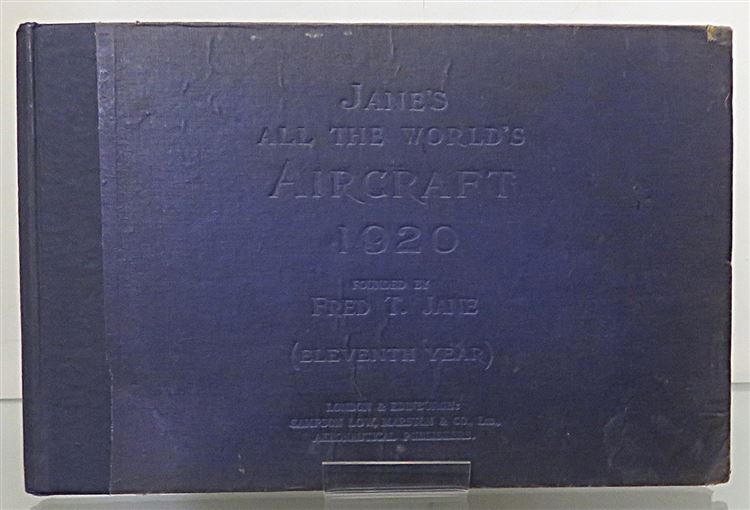 JANE'S
ALL THE WORLD'S
AIRCRAFT
1920
FOUNDED BY
FRED T. JANE
(ELEVENTH YEAR)
LONDON & EDINBURGH:
SAMPSON LOW, MARSTON & CO., LTD.,
AERONAUTICAL PUBLISHERS.